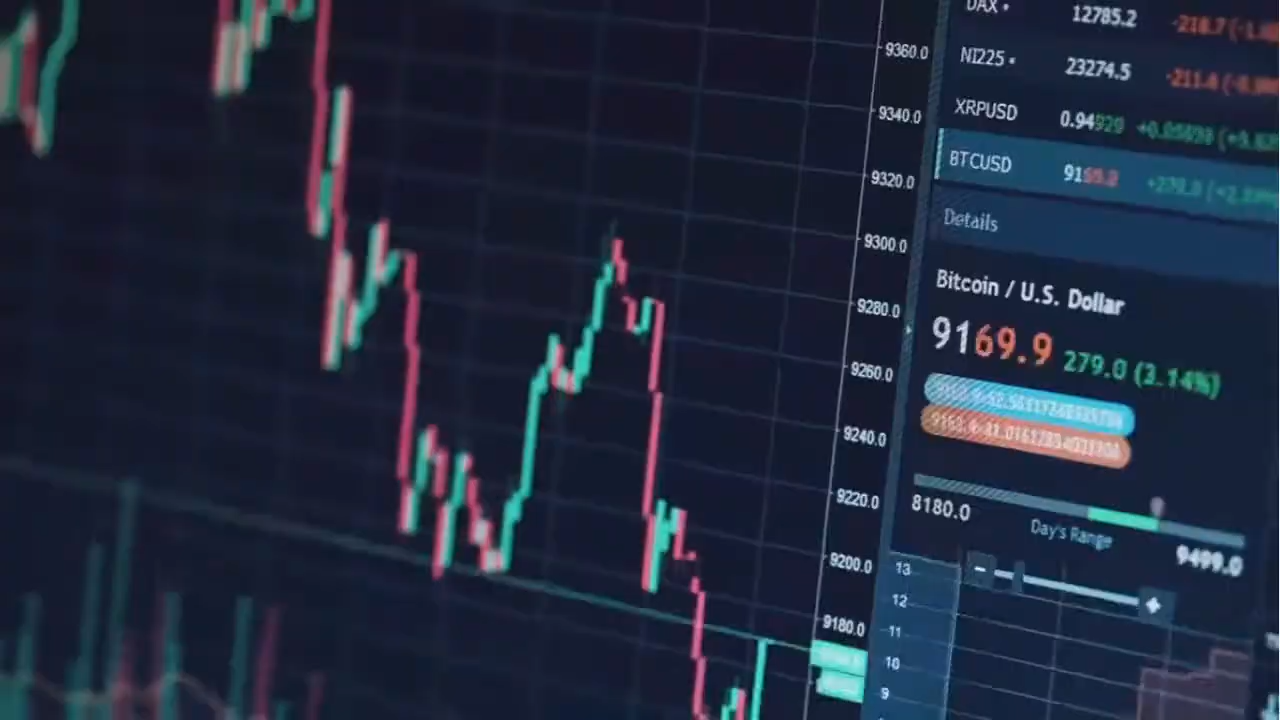 DAX 12785.2
NI225 23274.5
XRPUSD 0.94929
BTCUSD 9169.9
Details
Bitcoin / U.S. Dollar
9169.9 279.0 (3.14%)
8180.0 Day's Range 9499.0
9360.0
9340.0
9320.0
9300.0
9280.0
9260.0
9240.0
9220.0
9200.0
9180.0
13
12
11
10
9